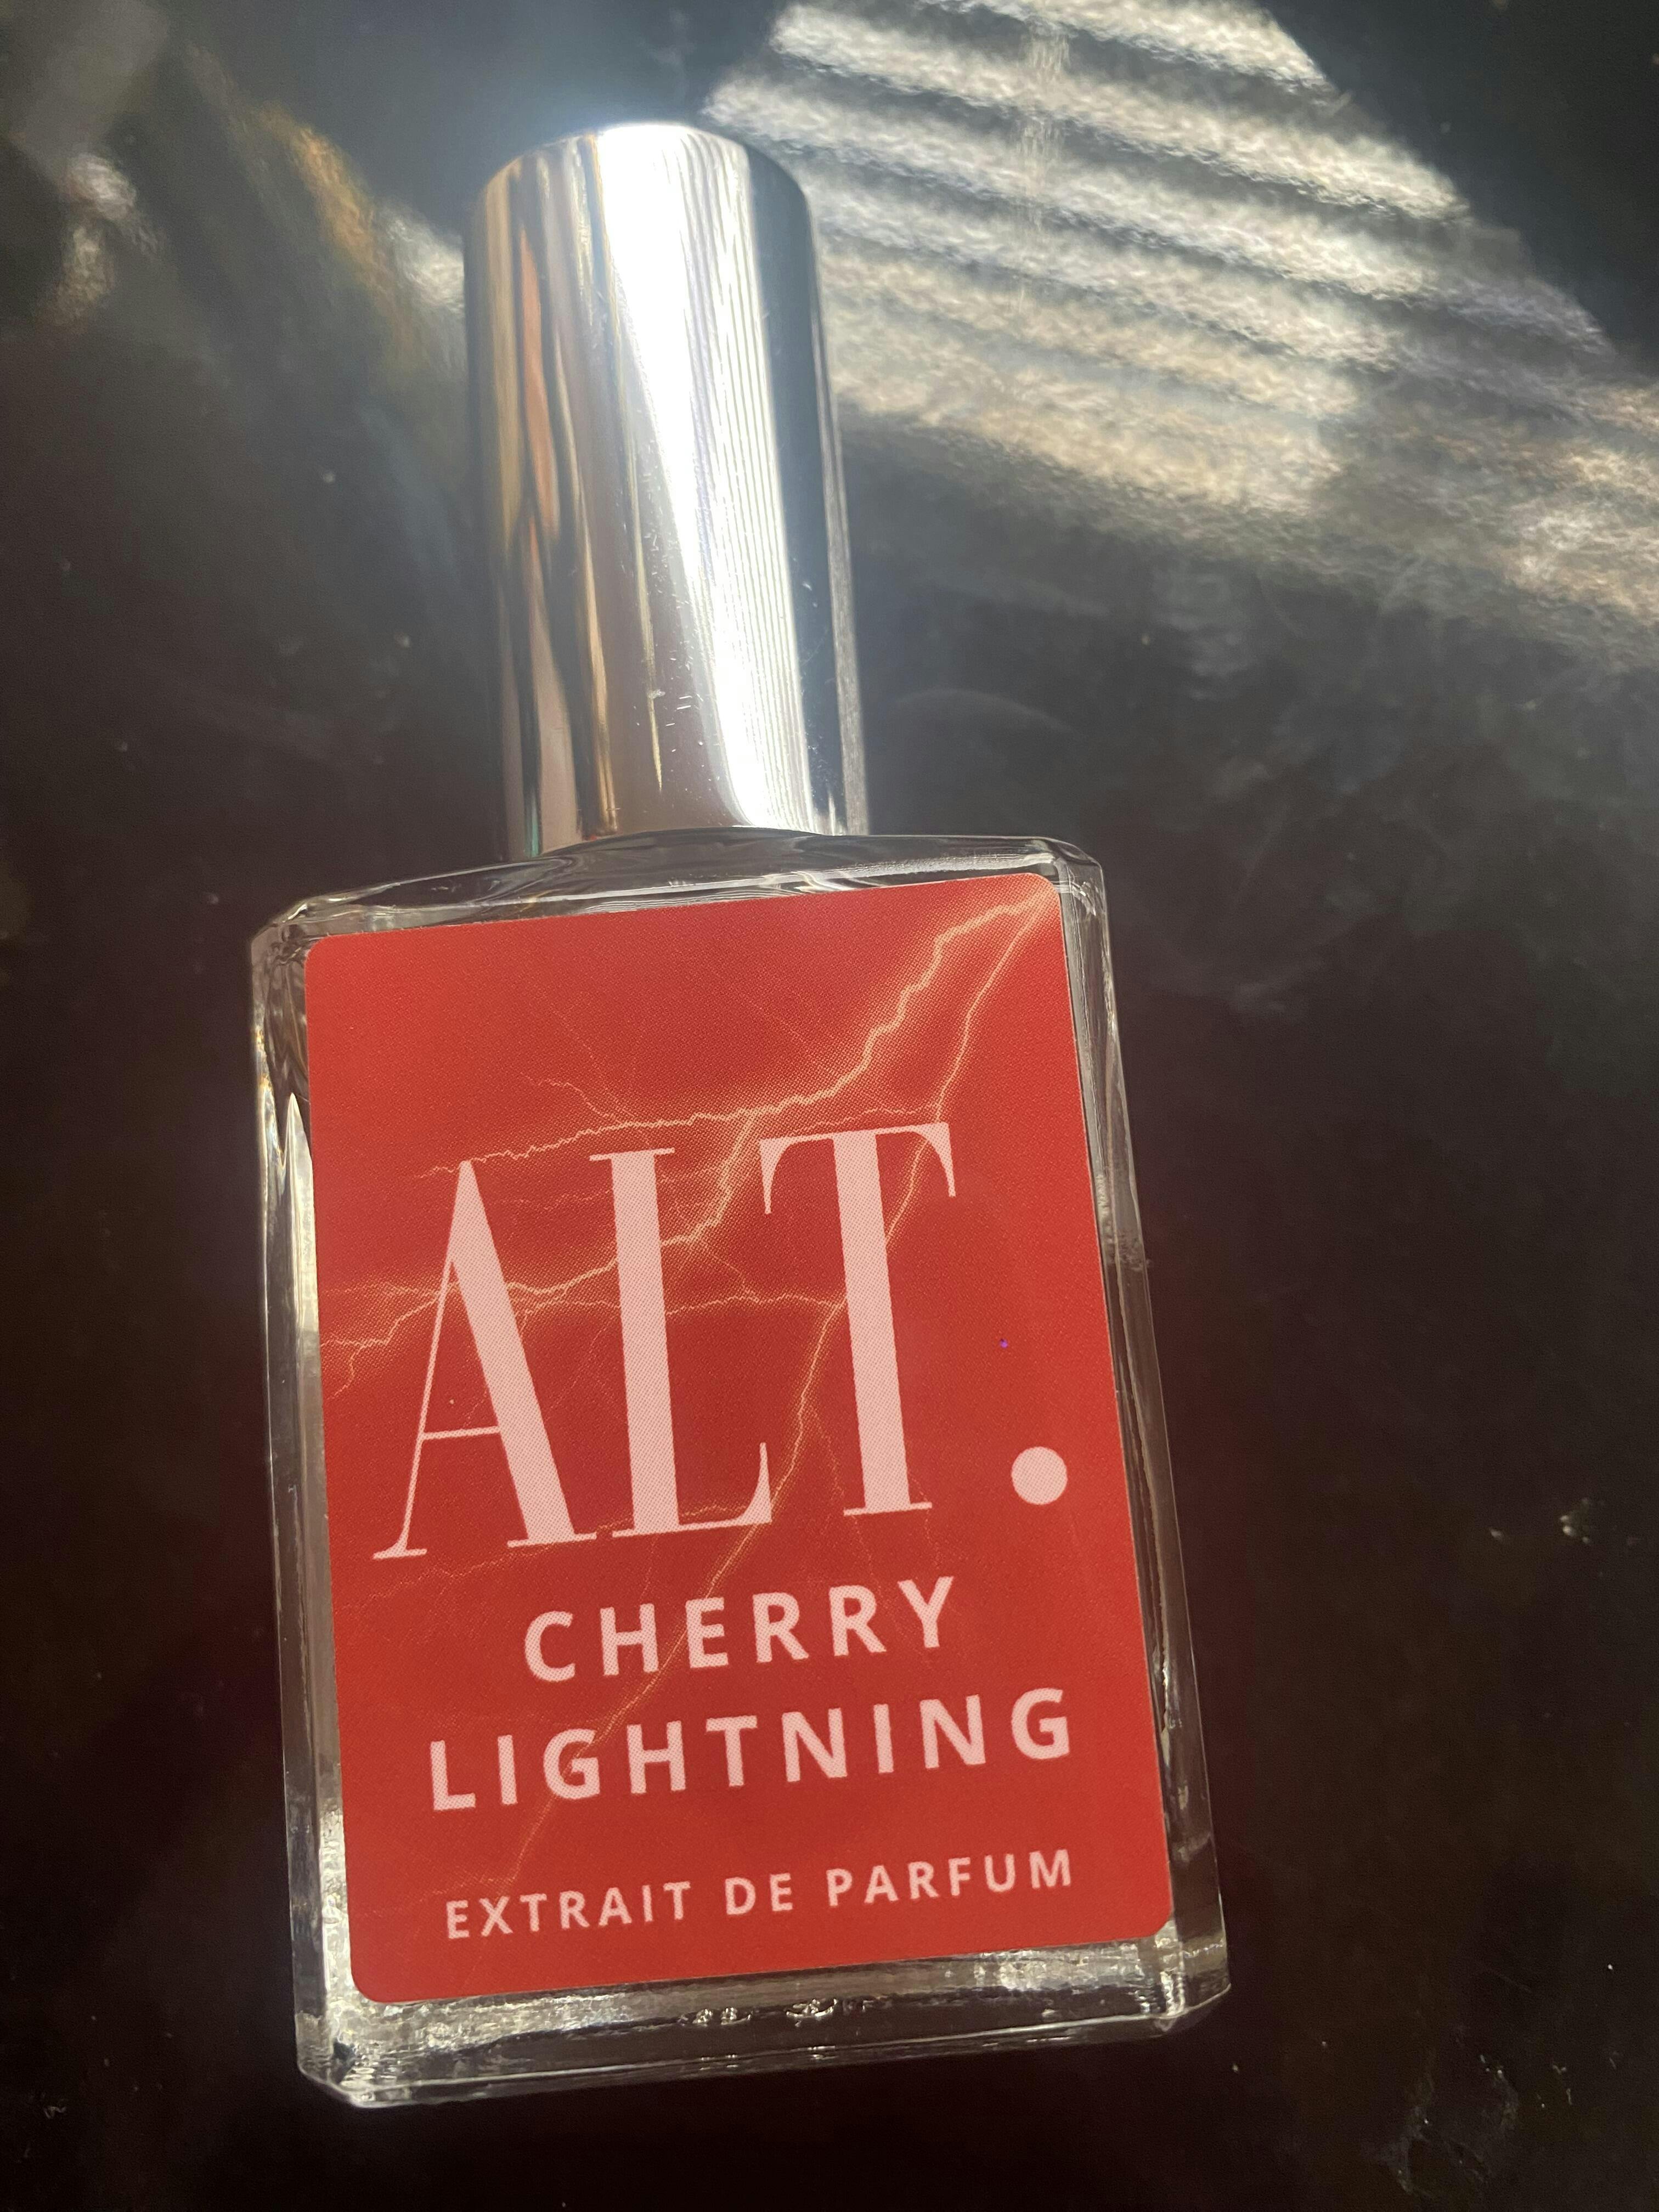 ALT.
CHERRY
LIGHTNING
EXTRAIT DE PARFUM